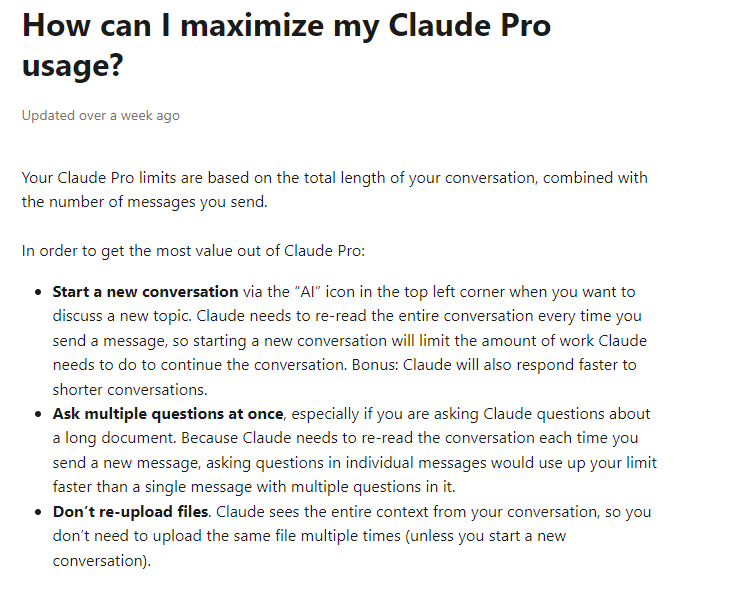 How can I maximize my Claude Pro
usage?
Updated over a week ago
Your Claude Pro limits are based on the total length of your conversation, combined with
the number of messages you send.
In order to get the most value out of Claude Pro:
• Start a new conversation via the “AI” icon in the top left corner when you want to
discuss a new topic. Claude needs to re-read the entire conversation every time you
send a message, so starting a new conversation will limit the amount of work Claude
needs to do to continue the conversation. Bonus: Claude will also respond faster to
shorter conversations.
• Ask multiple questions at once, especially if you are asking Claude questions about
a long document. Because Claude needs to re-read the conversation each time you
send a new message, asking questions in individual messages would use up your limit
faster than a single message with multiple questions in it.
• Don’t re-upload files. Claude sees the entire context from your conversation, so you
don’t need to upload the same file multiple times (unless you start a new
conversation).